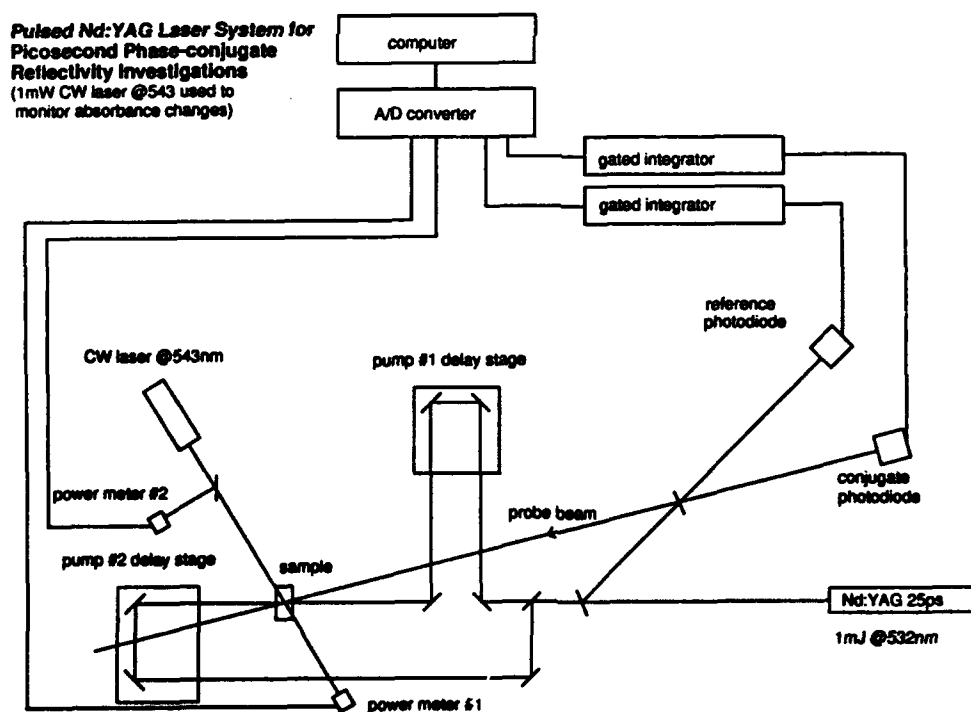 Pulsed Nd:YAG Laser System for
Picosecond Phase-conjugate
Reflectivity Investigations
(1mW CW laser @543 used to
monitor absorbance changes)
computer
A/D converter
gated integrator
gated integrator
reference
photodiode
CW laser @543nm
pump #1 delay stage
conjugate
photodiode
power meter #2
probe beam
pump #2 delay stage
sample
Nd:YAG 25ps
1mJ @532nm
power meter #1